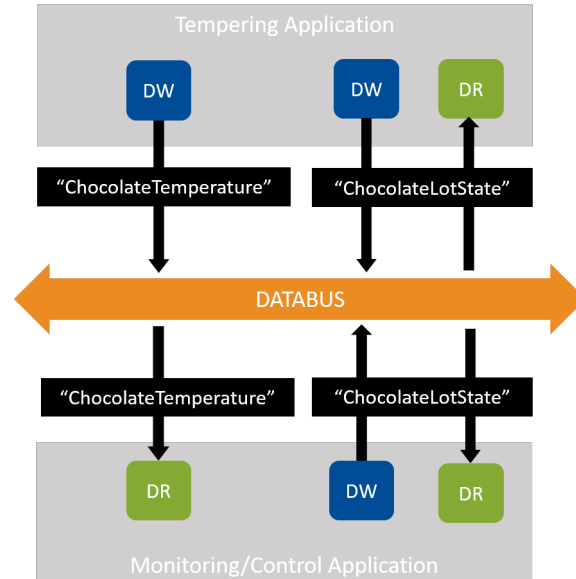 Tempering Application
DW
DW
DR
“ChocolateTemperature”
“ChocolateLotState”
DATABUS
“ChocolateTemperature”
“ChocolateLotState”
DR
DW
DR
Monitoring/Control Application